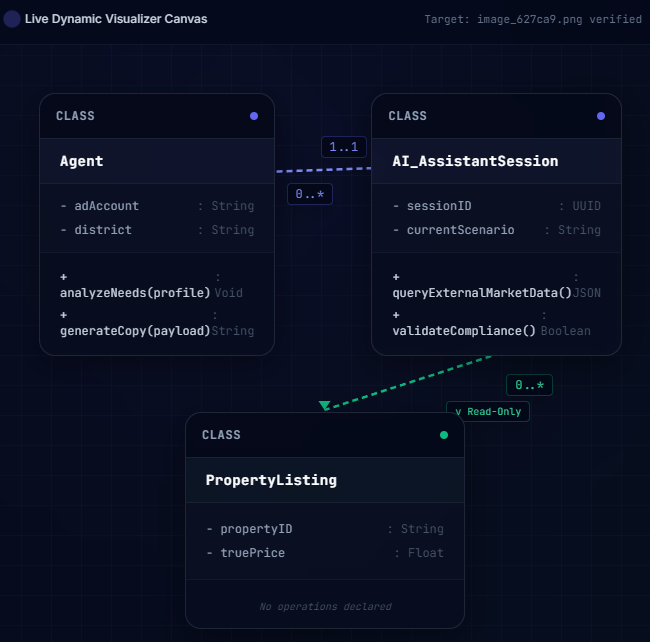 Live Dynamic Visualizer Canvas
Target: image_627ca9.png verified
CLASS
Agent
- adAccount : String
- district : String
+ analyzeNeeds(profile) : Void
+ generateCopy(payload) : String
1..1
0..*
CLASS
AI_AssistantSession
- sessionID : UUID
- currentScenario : String
+ queryExternalMarketData() : JSON
+ validateCompliance() : Boolean
0..*
v Read-Only
CLASS
PropertyListing
- propertyID : String
- truePrice : Float
No operations declared